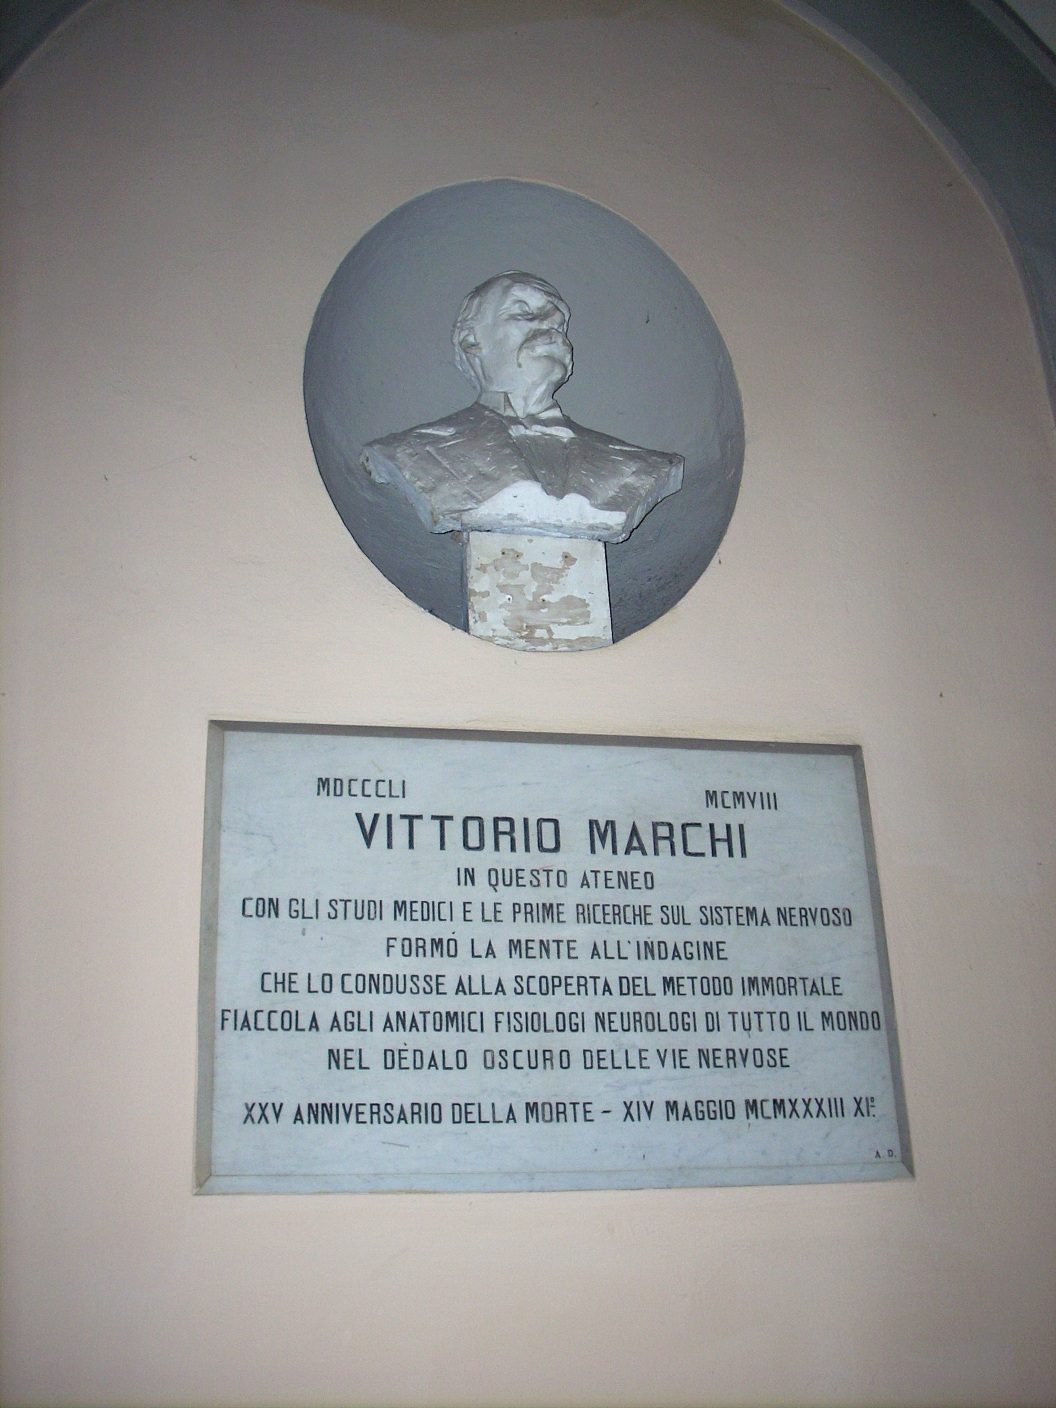 MDCCCLI MCMVIII
VITTORIO MARCHI
IN QUESTO ATENEO
CON GLI STUDI MEDICI E LE PRIME RICERCHE SUL SISTEMA NERVOSO
FORMÒ LA MENTE ALL'INDAGINE
CHE LO CONDUSSE ALLA SCOPERTA DEL METODO IMMORTALE
FIACCOLA AGLI ANATOMICI FISIOLOGI NEUROLOGI DI TUTTO IL MONDO
NEL DÈDALO OSCURO DELLE VIE NERVOSE
XXV ANNIVERSARIO DELLA MORTE - XIV MAGGIO MCMXXXIII XIº
A. D.